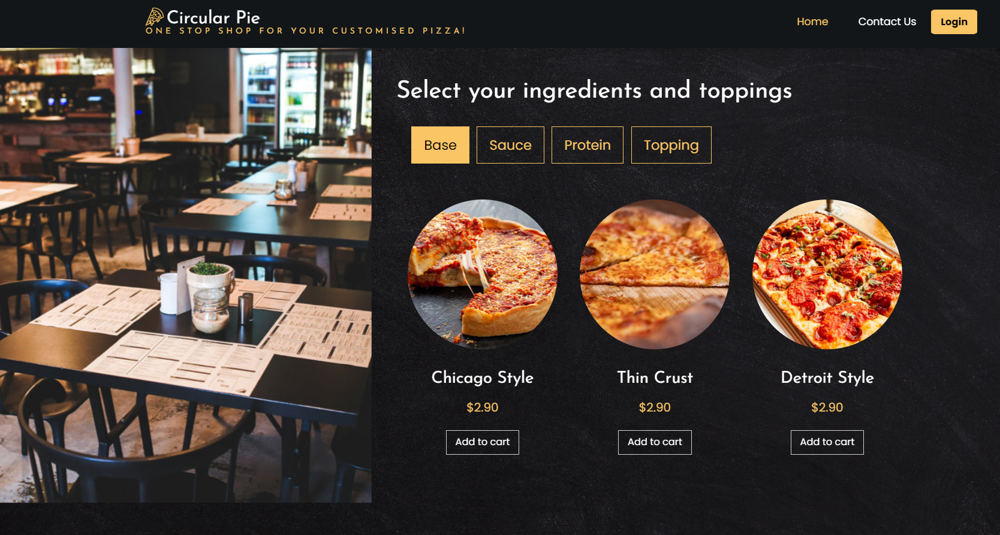 Circular Pie
ONE STOP SHOP FOR YOUR CUSTOMISED PIZZA!
Home
Contact Us
Login
Select your ingredients and toppings
Base
Sauce
Protein
Topping
Chicago Style
Thin Crust
Detroit Style
$2.90
$2.90
$2.90
Add to cart
Add to cart
Add to cart